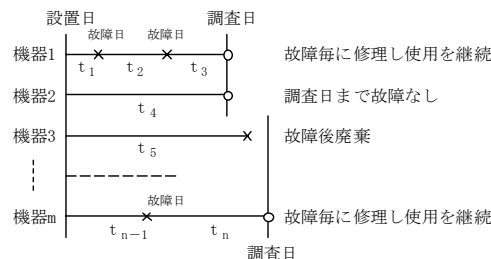 設置日 調査日
故障日 故障日
機器1 故障毎に修理し使用を継続
t1 t2 t3
機器2 調査日まで故障なし
t4
機器3 故障後廃棄
t5
故障日
機器m 故障毎に修理し使用を継続
tn−1 tn
調査日